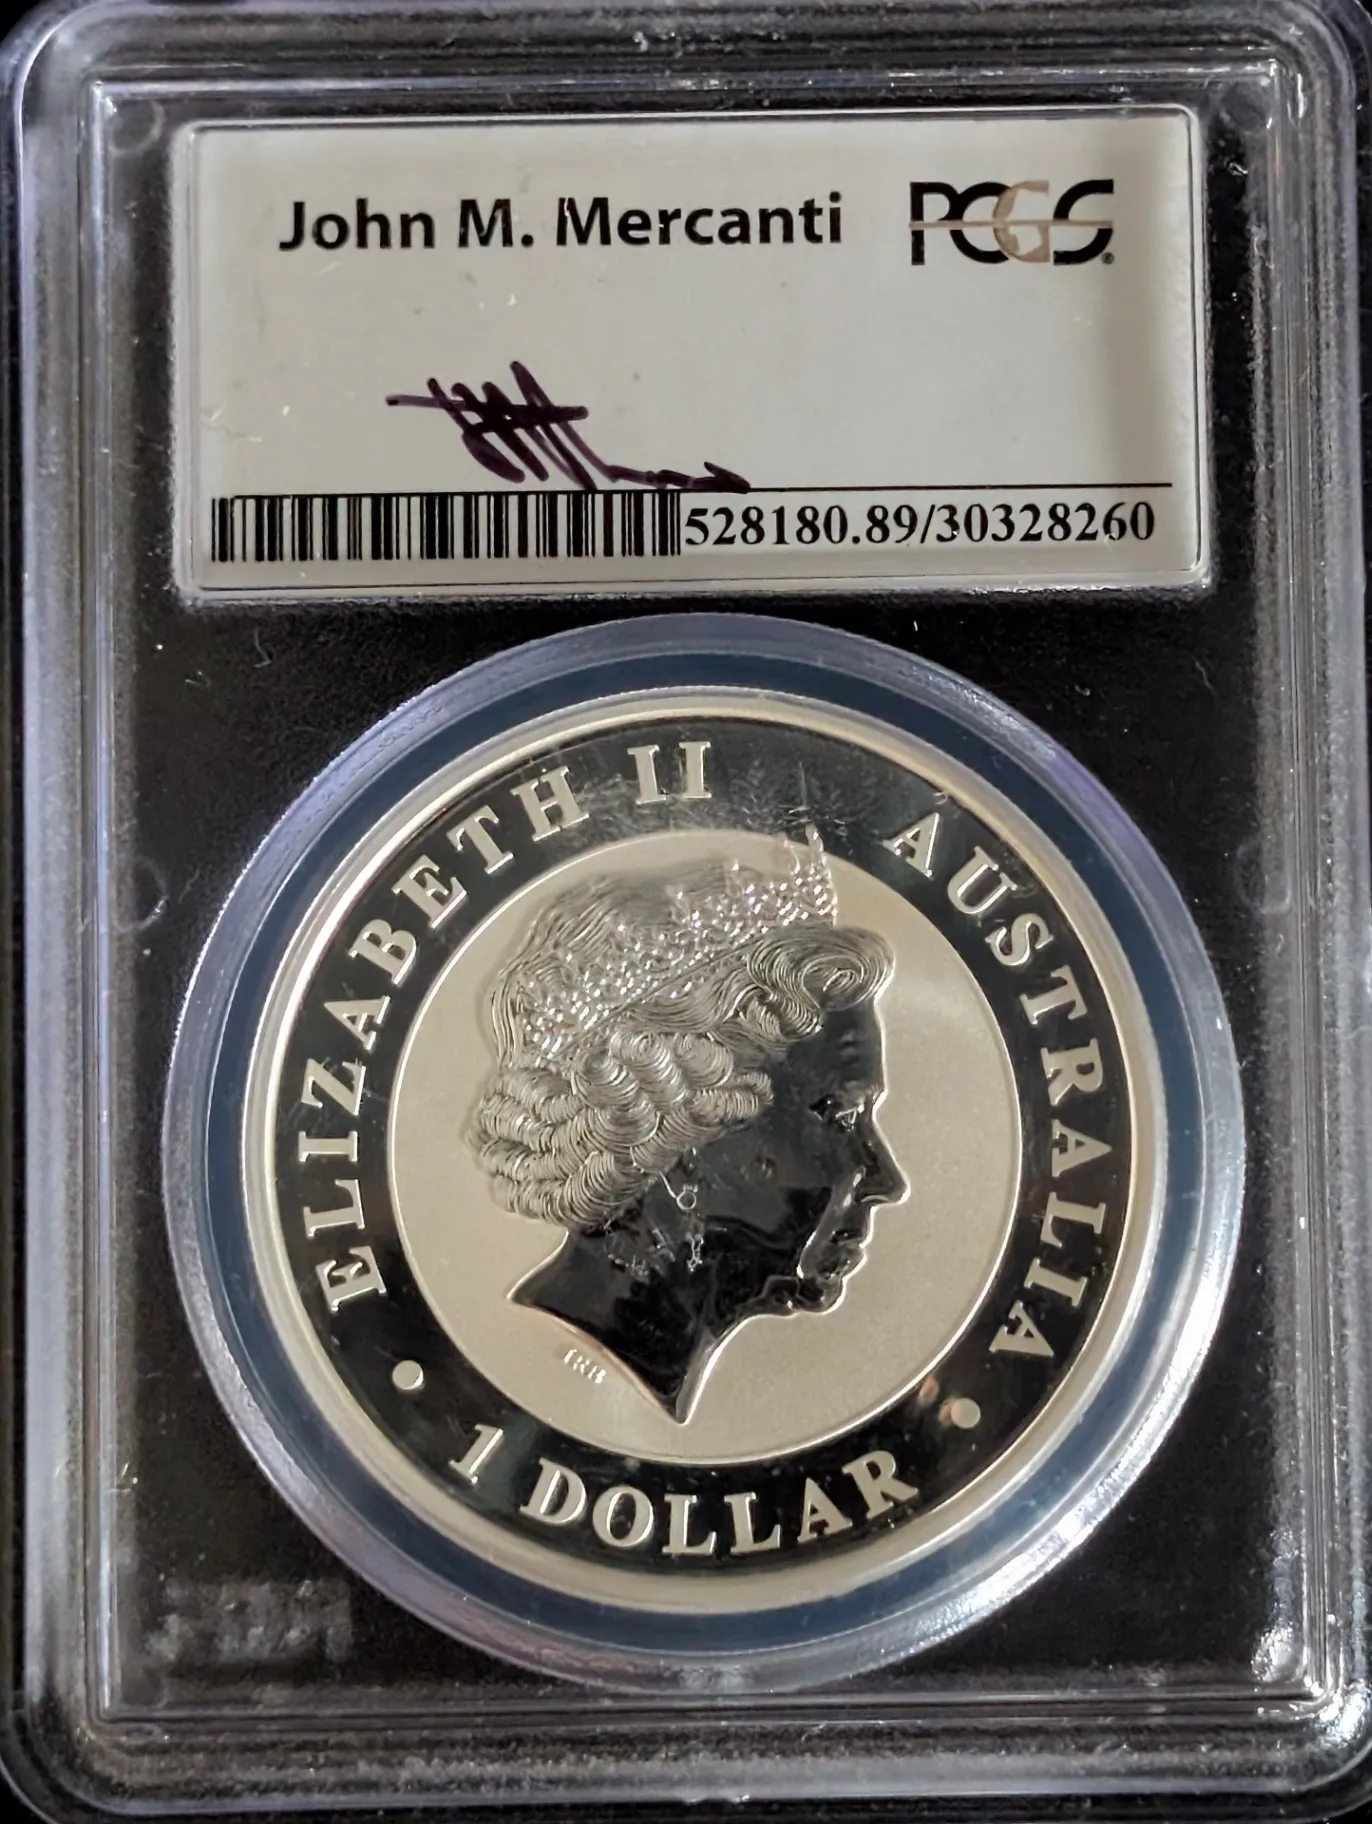 John M. Mercanti PCGS
528180.89/30328260
ELIZABETH II AUSTRALIA
IRB
1 DOLLAR